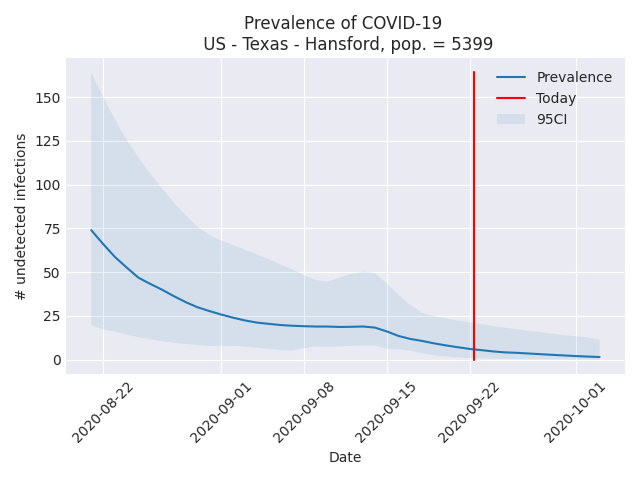 Prevalence of COVID-19
US - Texas - Hansford, pop. = 5399
Prevalence
Today
95CI
150
125
100
75
50
25
0
# undetected infections
2020-08-22
2020-09-01
2020-09-08
2020-09-15
2020-09-22
2020-10-01
Date